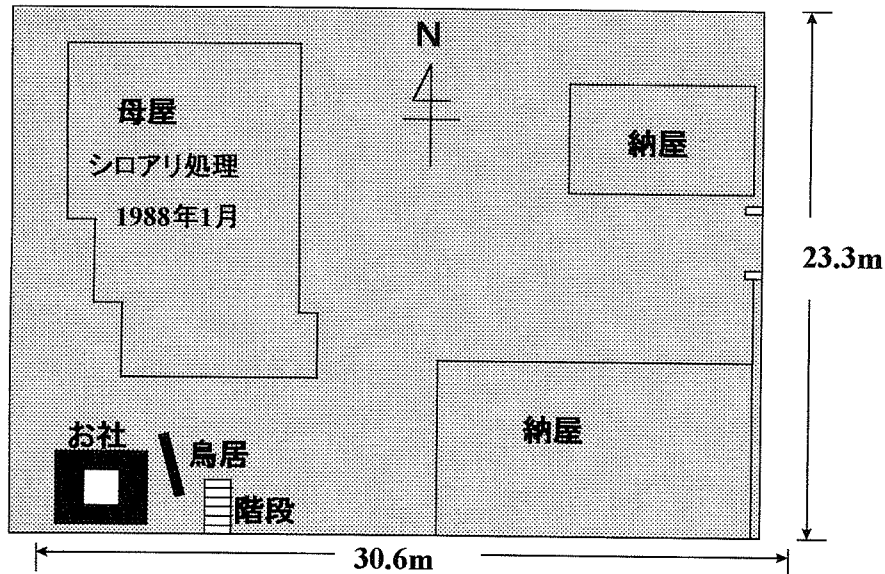 N
母屋
シロアリ処理
1988年1月
納屋
23.3m
お社
鳥居
階段
納屋
30.6m